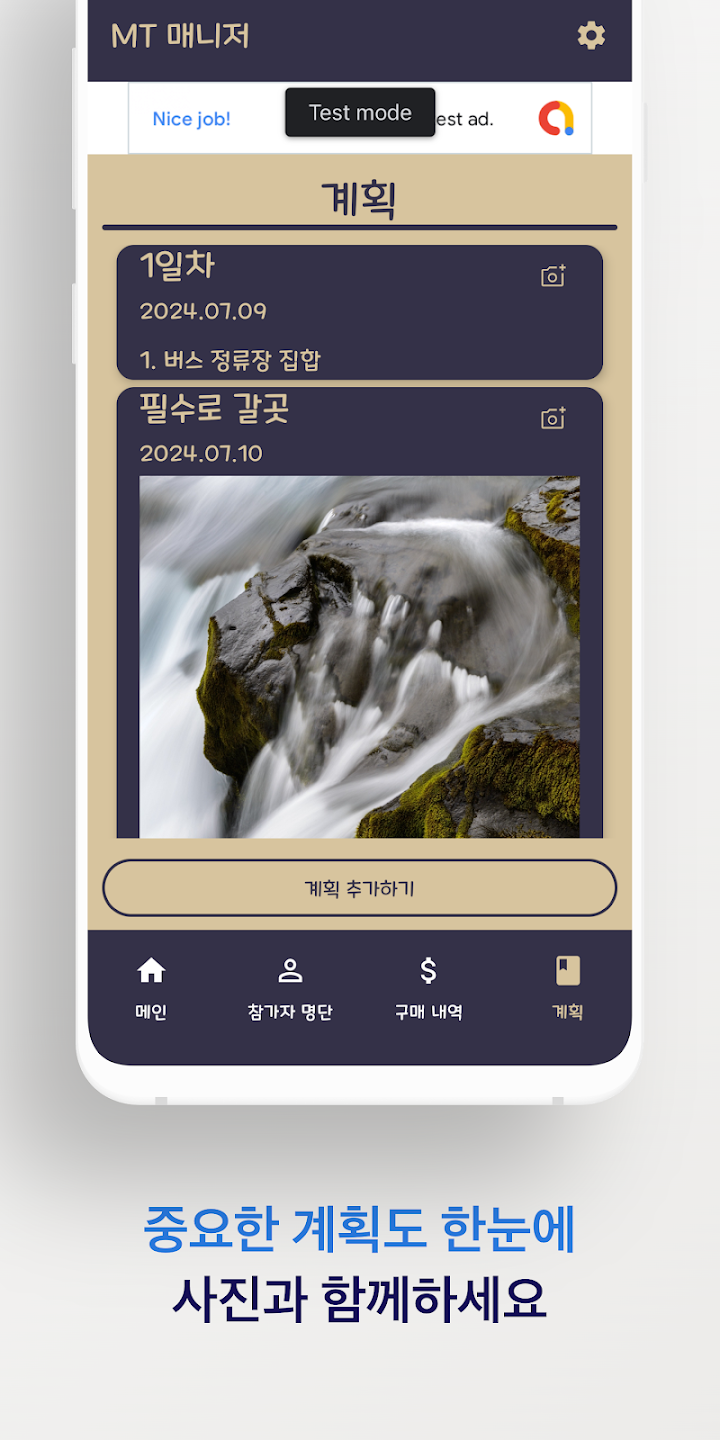 MT 매니저
Nice job!
Test mode
est ad.
계획
1일차
2024.07.09
1. 버스 정류장 집합
필수로 갈곳
2024.07.10
계획 추가하기
메인
참가자 명단
구매 내역
계획
중요한 계획도 한눈에
사진과 함께하세요